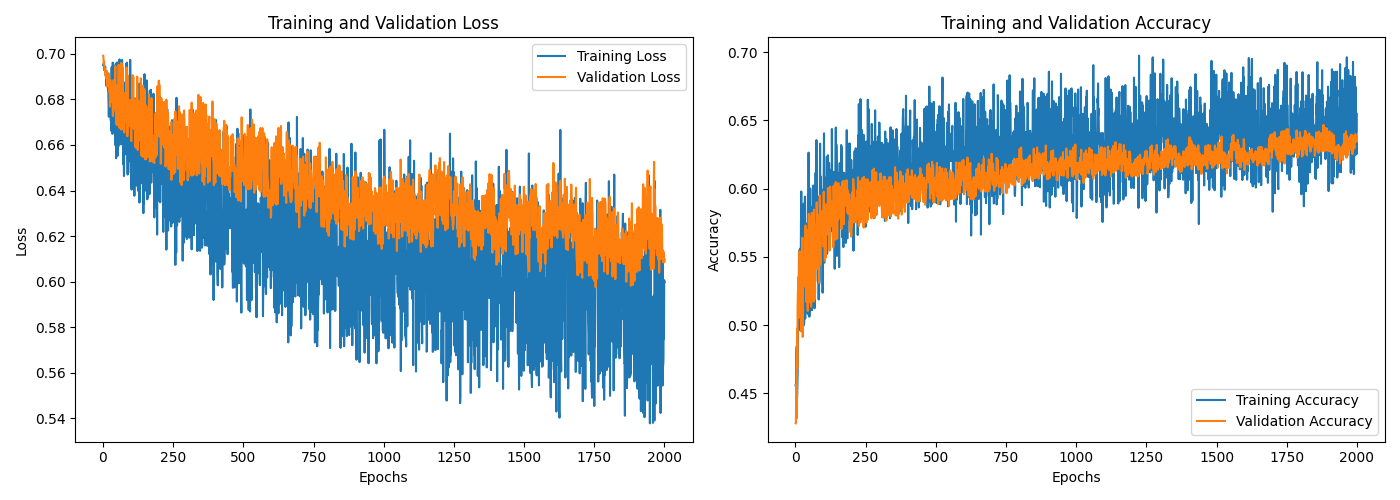 Training and Validation Loss
Training Loss
Validation Loss
0.70
0.68
0.66
0.64
0.62
0.60
0.58
0.56
0.54
Loss
0 250 500 750 1000 1250 1500 1750 2000
Epochs
Training and Validation Accuracy
0.70
0.65
0.60
0.55
0.50
0.45
Accuracy
Training Accuracy
Validation Accuracy
0 250 500 750 1000 1250 1500 1750 2000
Epochs